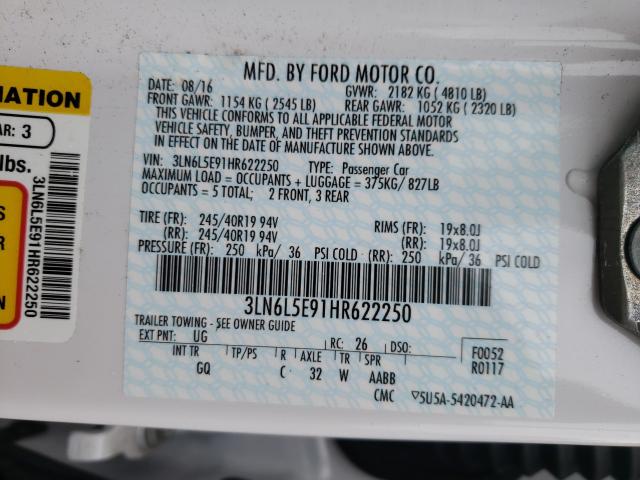 MATION
AR: 3
lbs.
S
O
3LN6L5E91HR622250
MFD. BY FORD MOTOR CO.
DATE: 08/16 GVWR: 2182 KG ( 4810 LB)
FRONT GAWR: 1154 KG ( 2545 LB) REAR GAWR: 1052 KG ( 2320 LB)
THIS VEHICLE CONFORMS TO ALL APPLICABLE FEDERAL MOTOR
VEHICLE SAFETY, BUMPER, AND THEFT PREVENTION STANDARDS
IN EFFECT ON THE DATE OF MANUFACTURE SHOWN ABOVE.
VIN: 3LN6L5E91HR622250 TYPE: Passenger Car
MAXIMUM LOAD = OCCUPANTS + LUGGAGE = 375KG/ 827LB
OCCUPANTS: 5 TOTAL; 2 FRONT, 3 REAR
TIRE (FR): 245/40R19 94V RIMS (FR): 19x8.0J
(RR): 245/40R19 94V (RR): 19x8.0J
PRESSURE (FR): 250 kPa/ 36 PSI COLD (RR): 250 kPa/ 36 PSI COLD
3LN6L5E91HR622250
TRAILER TOWING - SEE OWNER GUIDE
EXT PNT: UG RC: 26 DSO: F0052
INT TR TP/PS R AXLE TR SPR R0117
GQ C 32 W AABB
CMC ▽5U5A-5420472-AA